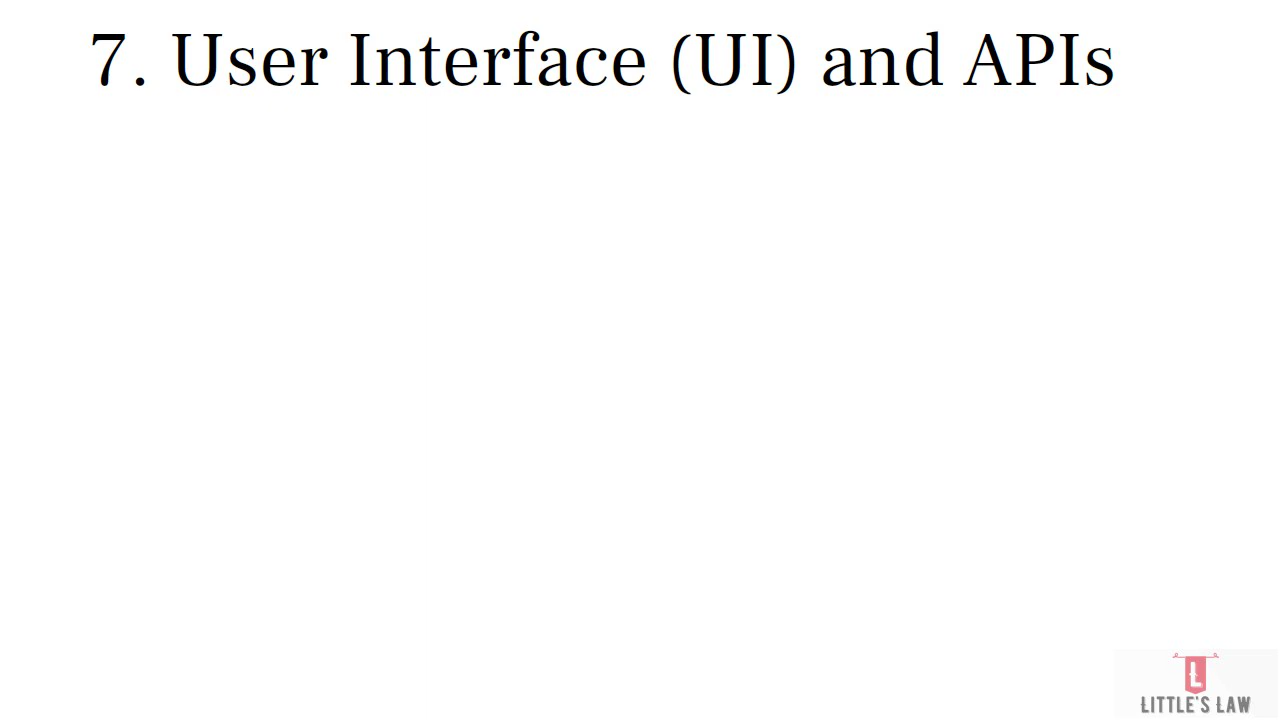 7. User Interface (UI) and APIs
L
LITTLE'S LAW